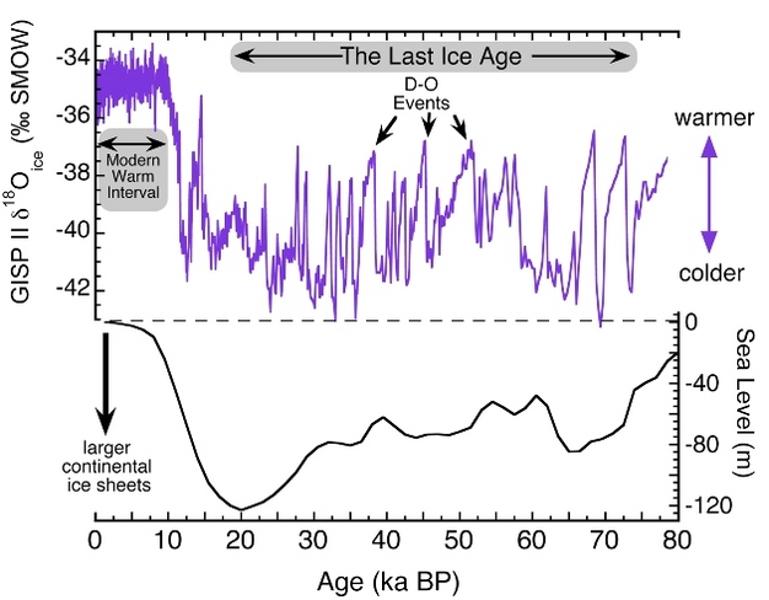 GISP II δ¹⁸Oice (‰ SMOW)
-34
-36
-38
-40
-42
The Last Ice Age
D-O
Events
Modern
Warm
Interval
warmer
colder
larger
continental
ice sheets
0
-40
-80
-120
Sea Level (m)
0 10 20 30 40 50 60 70 80
Age (ka BP)